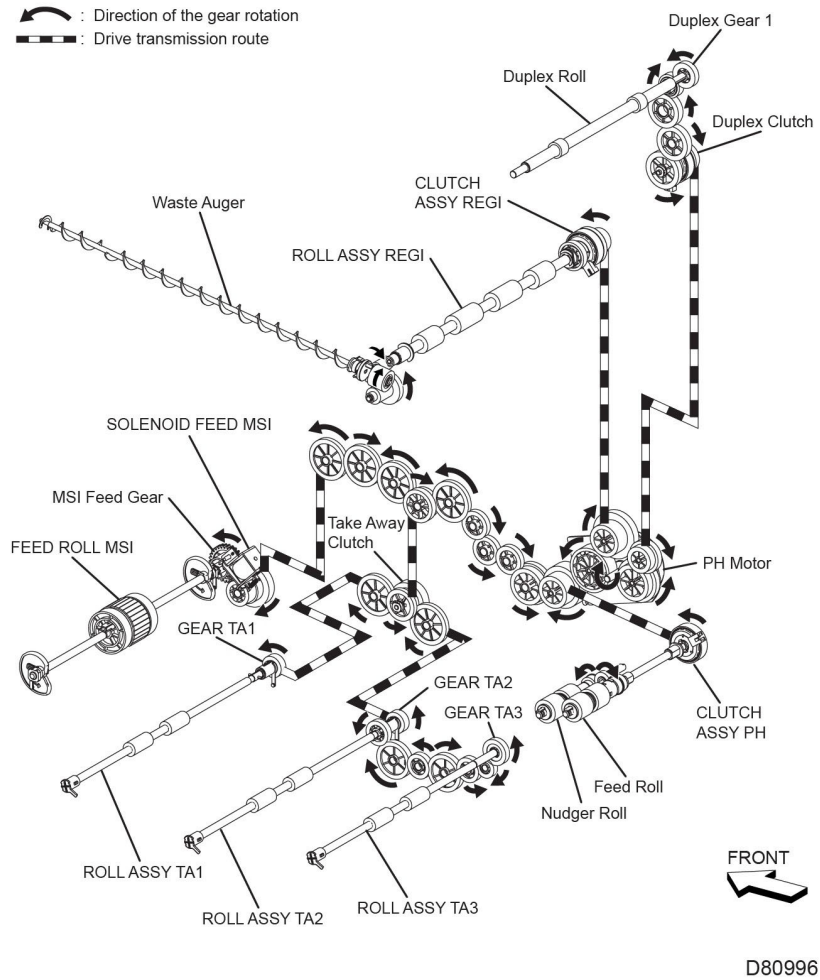 : Direction of the gear rotation
: Drive transmission route
Duplex Gear 1
Duplex Roll
Duplex Clutch
CLUTCH
ASSY REGI
Waste Auger
ROLL ASSY REGI
SOLENOID FEED MSI
MSI Feed Gear
Take Away
Clutch
FEED ROLL MSI
PH Motor
GEAR TA1
GEAR TA2
GEAR TA3
CLUTCH
ASSY PH
Feed Roll
Nudger Roll
ROLL ASSY TA1
ROLL ASSY TA2
ROLL ASSY TA3
FRONT
D80996